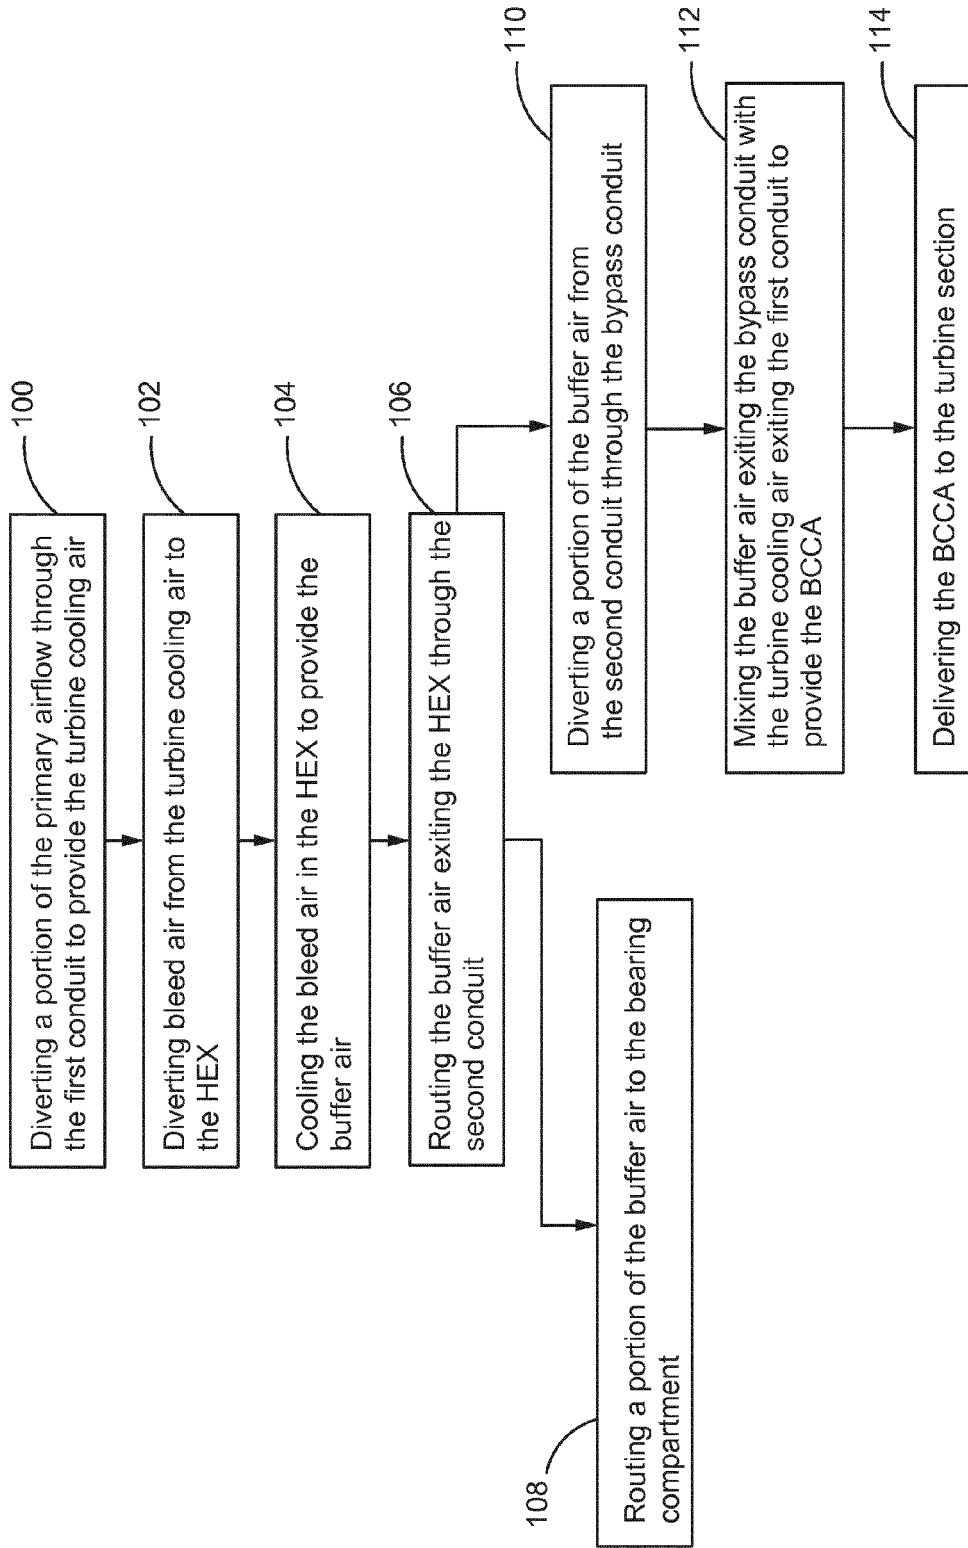 100
Diverting a portion of the primary airflow through
the first conduit to provide the turbine cooling air
102
Diverting bleed air from the turbine cooling air to
the HEX
104
Cooling the bleed air in the HEX to provide the
buffer air
106
Routing the buffer air exiting the HEX through the
second conduit
108
Routing a portion of the buffer air to the bearing
compartment
110
Diverting a portion of the buffer air from
the second conduit through the bypass conduit
112
Mixing the buffer air exiting the bypass conduit with
the turbine cooling air exiting the first conduit to
provide the BCCA
114
Delivering the BCCA to the turbine section